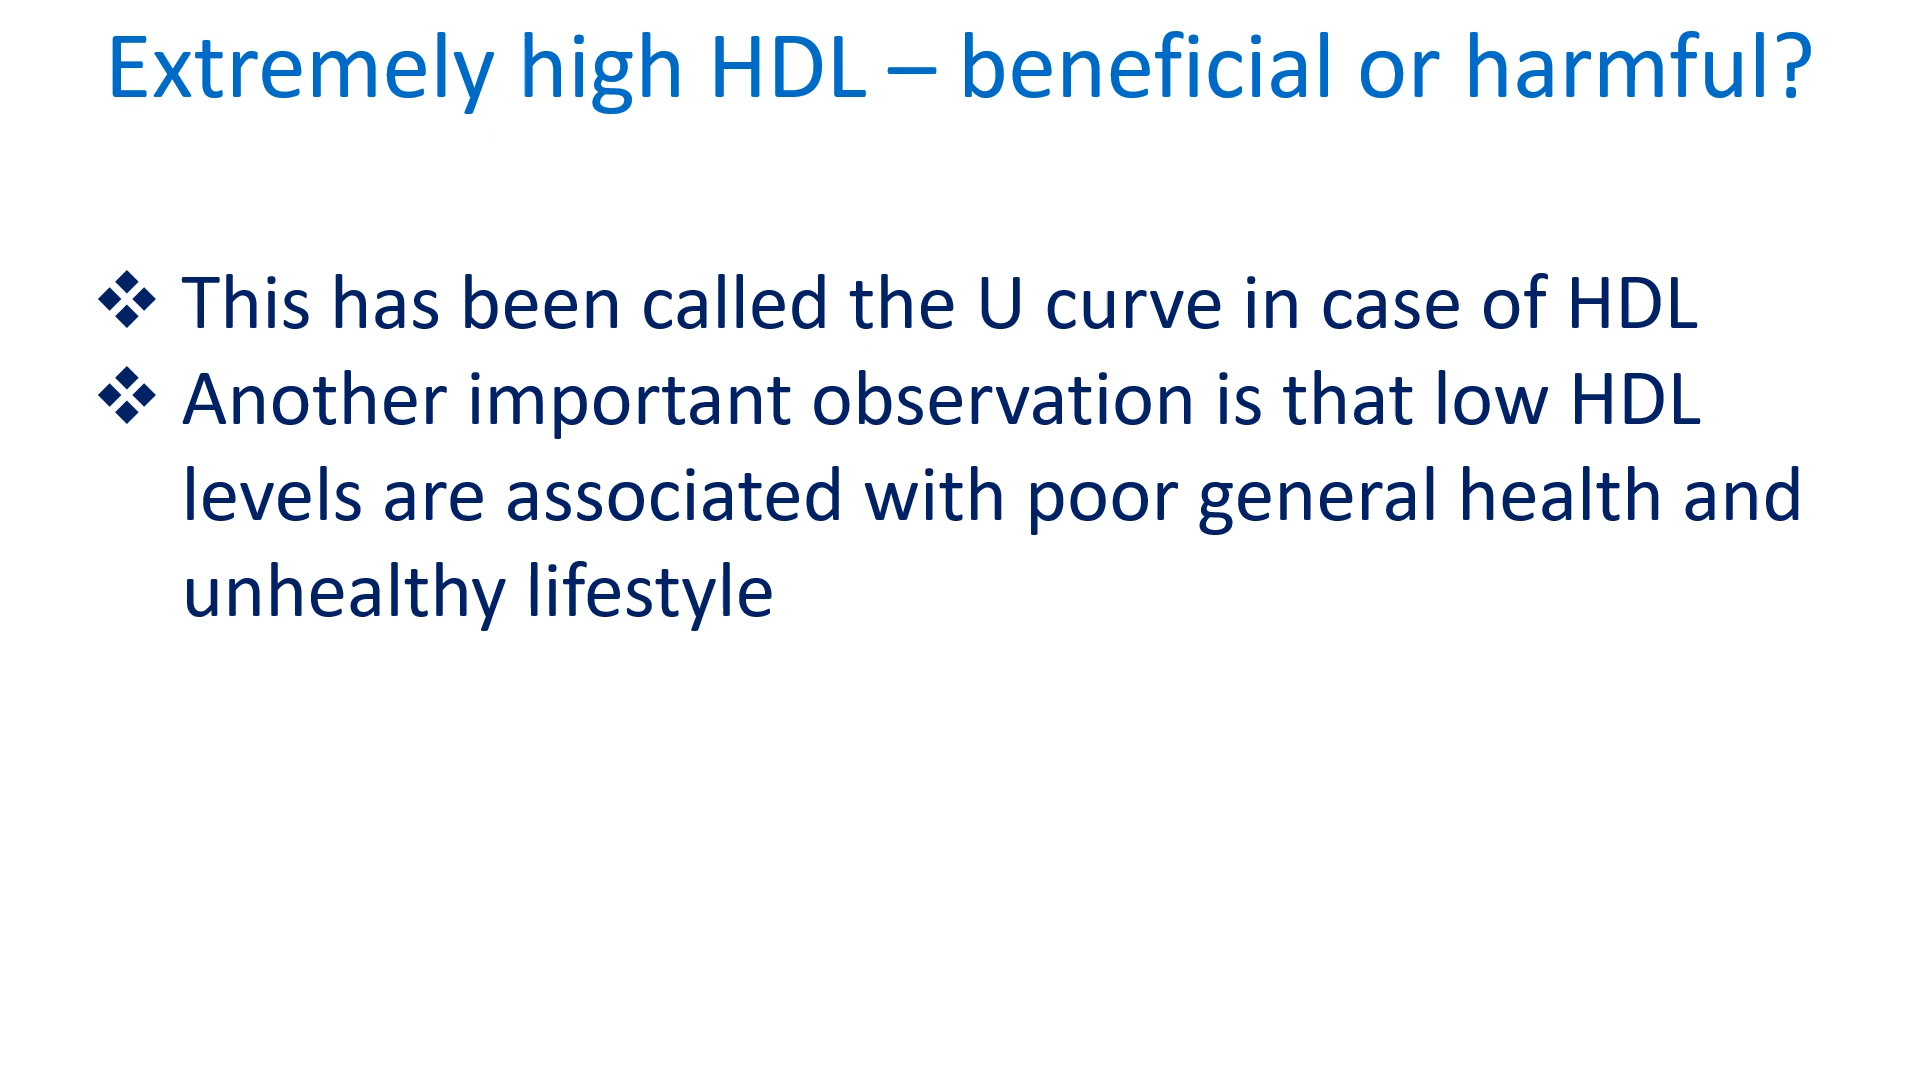 Extremely high HDL – beneficial or harmful?
❖ This has been called the U curve in case of HDL
❖ Another important observation is that low HDL
levels are associated with poor general health and
unhealthy lifestyle